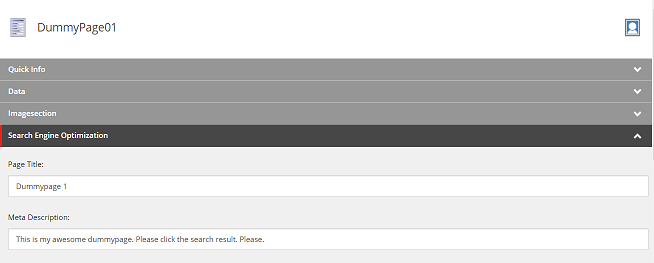 DummyPage01
Quick Info
Data
Imagesection
Search Engine Optimization
Page Title:
Dummypage 1
Meta Description:
This is my awesome dummypage. Please click the search result. Please.